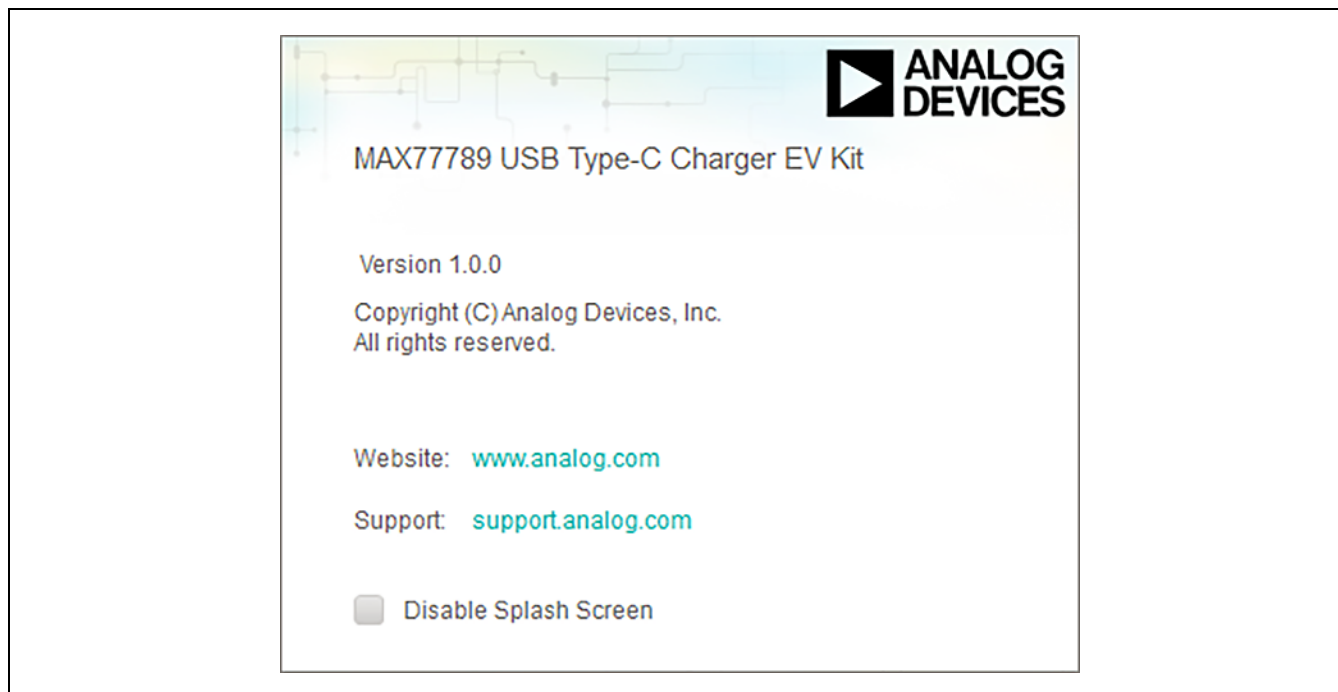 ANALOG
DEVICES
MAX77789 USB Type-C Charger EV Kit
Version 1.0.0
Copyright (C) Analog Devices, Inc.
All rights reserved.
Website: www.analog.com
Support: support.analog.com
Disable Splash Screen